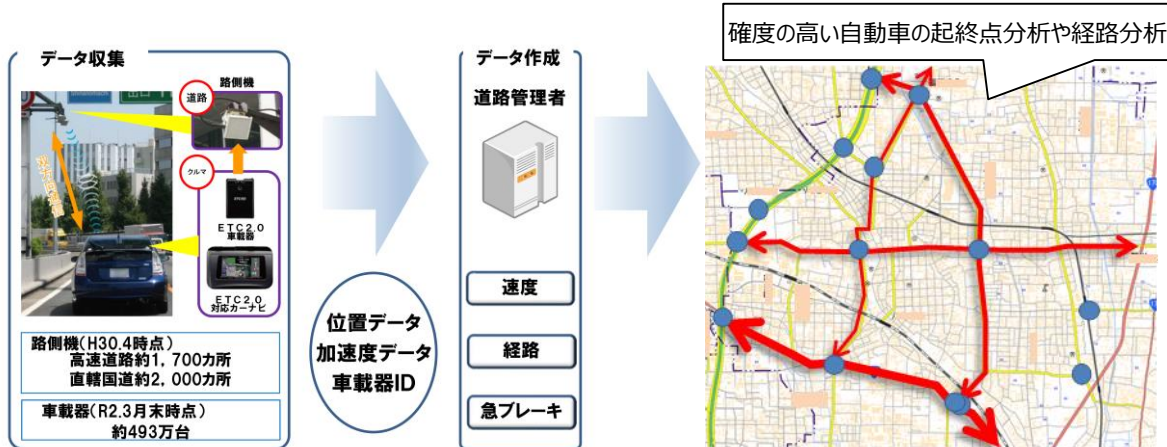 データ収集
路側機
道路
双方向通信
クルマ
ETC2.0
車載器
ETC2.0
対応カーナビ
路側機(H30.4時点)
高速道路約1,700カ所
直轄国道約2,000カ所
車載器(R2.3月末時点)
約493万台
位置データ
加速度データ
車載器ID
データ作成
道路管理者
速度
経路
急ブレーキ
確度の高い自動車の起終点分析や経路分析